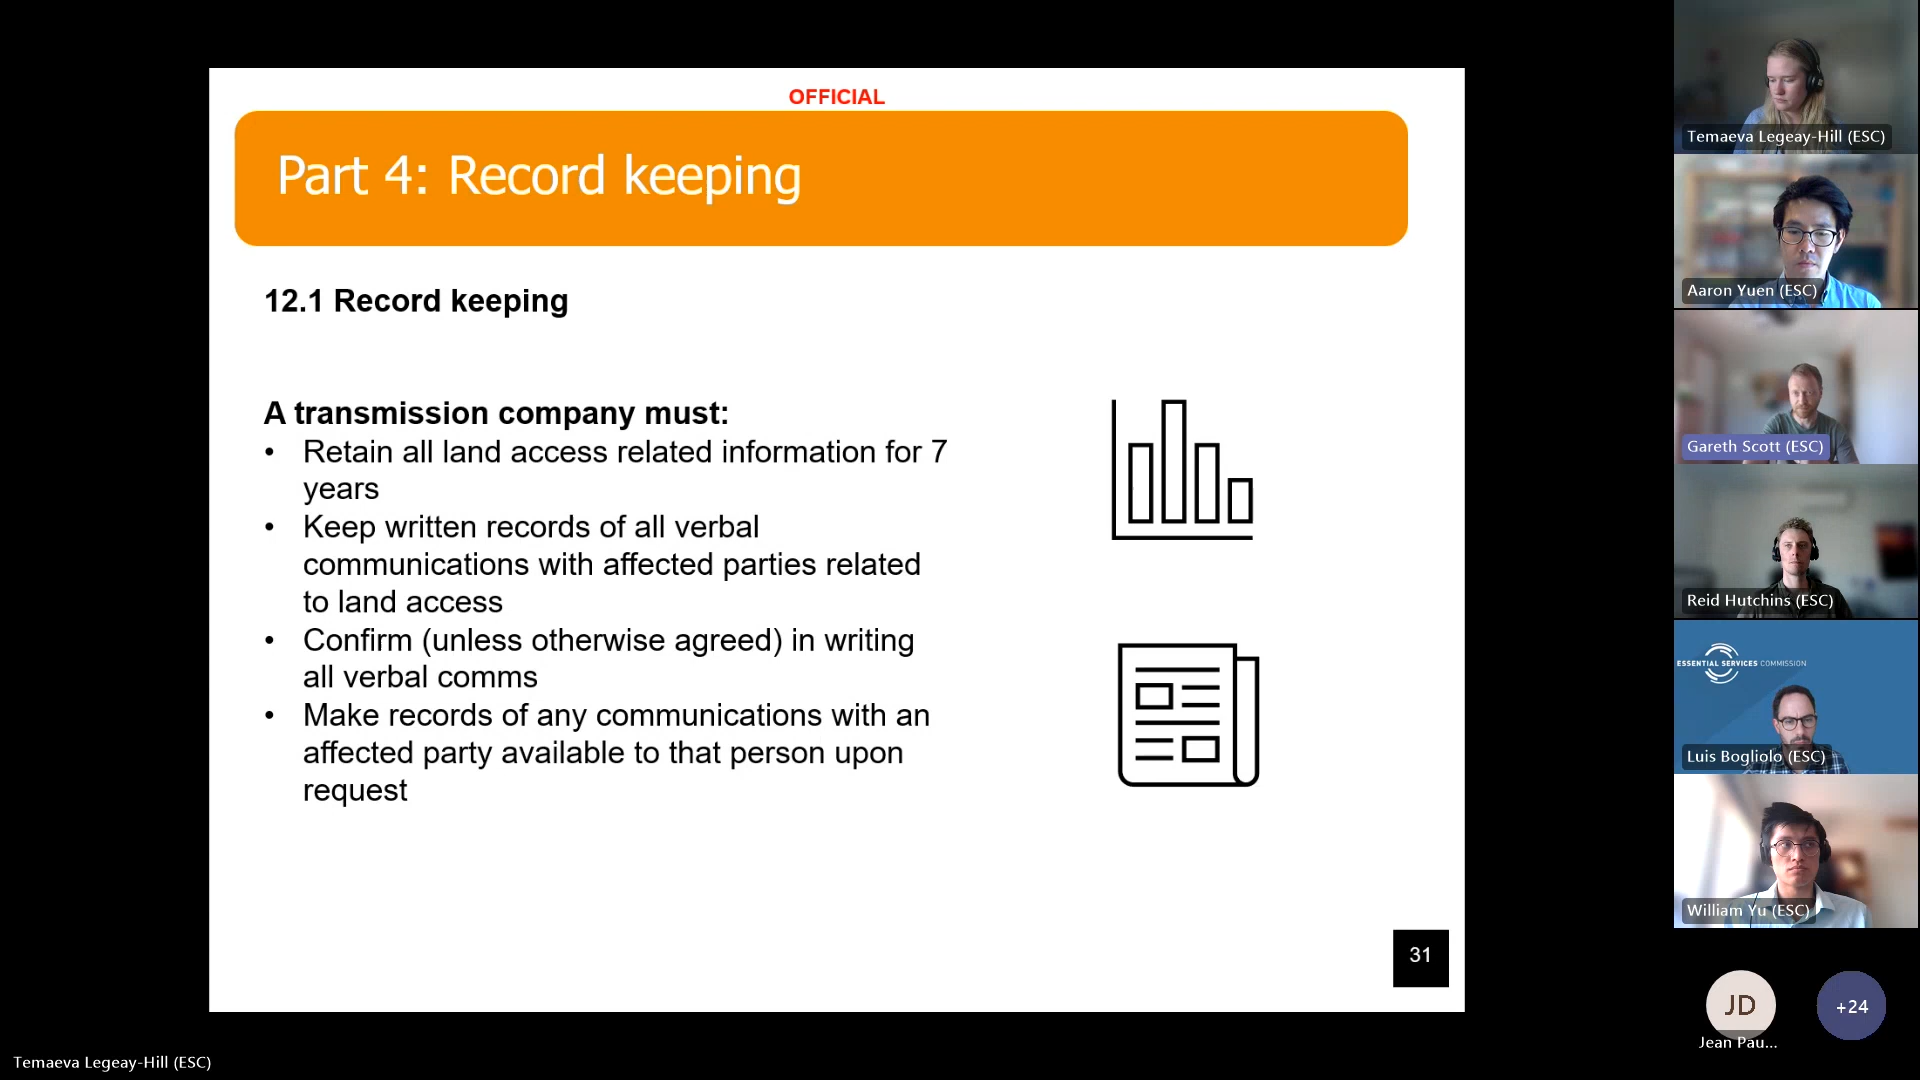 OFFICIAL
Part 4: Record keeping
12.1 Record keeping
A transmission company must:
• Retain all land access related information for 7
years
• Keep written records of all verbal
communications with affected parties related
to land access
• Confirm (unless otherwise agreed) in writing
all verbal comms
• Make records of any communications with an
affected party available to that person upon
request
31
Temaeva Legeay-Hill (ESC)
Temaeva Legeay-Hill (ESC)
Aaron Yuen (ESC)
Gareth Scott (ESC)
Reid Hutchins (ESC)
ESSENTIAL SERVICES COMMISSION
Luis Bogliolo (ESC)
William Yu (ESC)
JD
+24
Jean Pau...